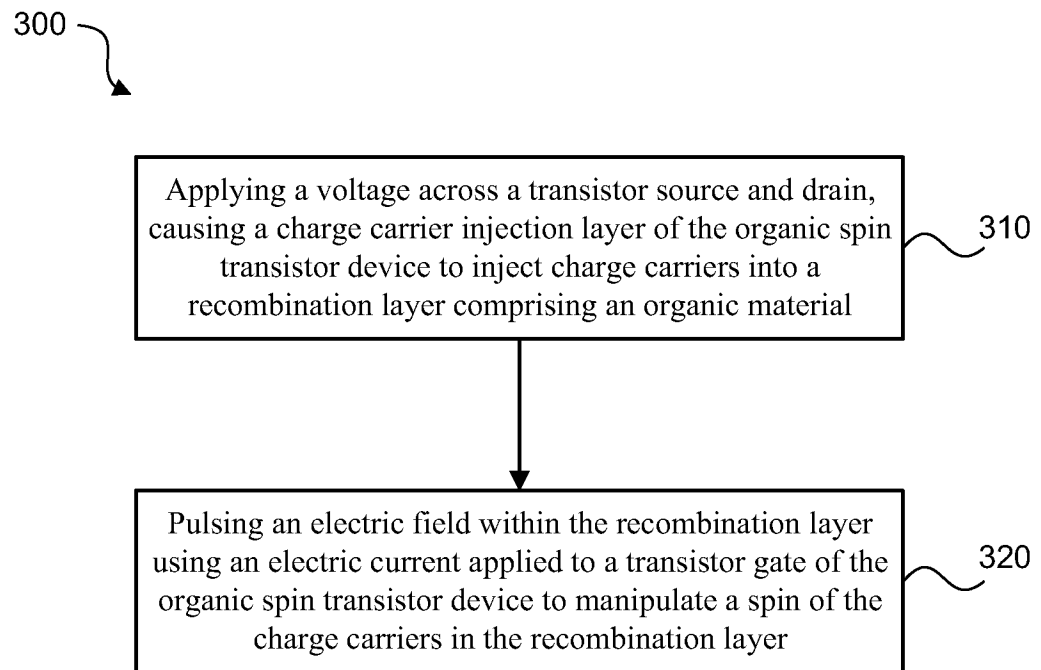 300
Applying a voltage across a transistor source and drain,
causing a charge carrier injection layer of the organic spin
transistor device to inject charge carriers into a
recombination layer comprising an organic material
310
Pulsing an electric field within the recombination layer
using an electric current applied to a transistor gate of the
organic spin transistor device to manipulate a spin of the
charge carriers in the recombination layer
320